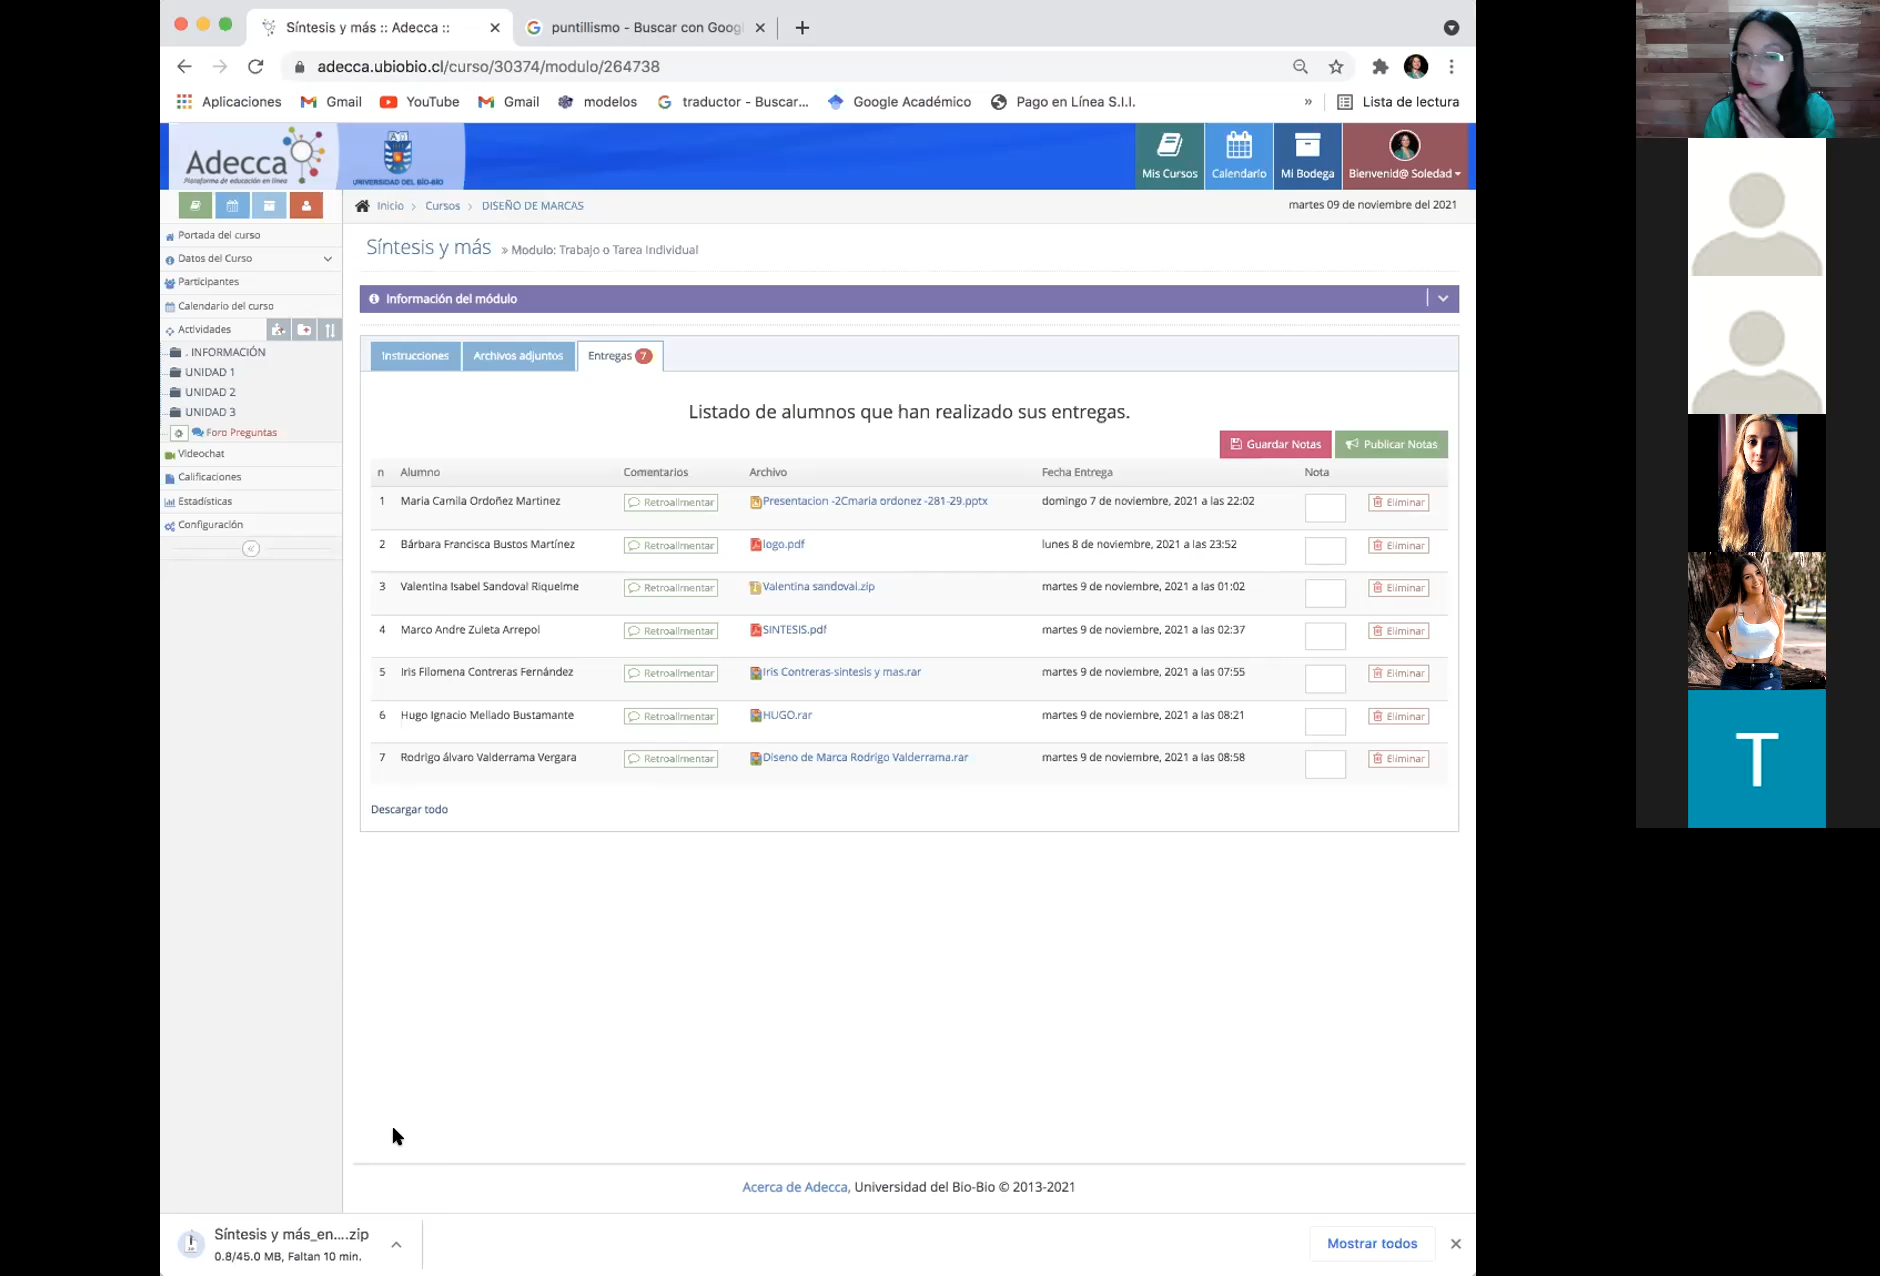 Síntesis y más :: Adecca ::
puntillismo - Buscar con Googl
adecca.ubiobio.cl/curso/30374/modulo/264738
Aplicaciones Gmail YouTube Gmail modelos traductor - Buscar... Google Académico Pago en Línea S.I.I. » Lista de lectura
Adecca
Plataforma de educación en línea
UNIVERSIDAD DEL BÍO-BÍO
Mis Cursos Calendario Mi Bodega Bienvenid@ Soledad
Inicio > Cursos > DISEÑO DE MARCAS
martes 09 de noviembre del 2021
Portada del curso
Datos del Curso
Participantes
Calendario del curso
Actividades
. INFORMACIÓN
UNIDAD 1
UNIDAD 2
UNIDAD 3
Foro Preguntas
Videochat
Calificaciones
Estadísticas
Configuración
Síntesis y más » Modulo: Trabajo o Tarea Individual
Información del módulo
Instrucciones Archivos adjuntos Entregas 7
Listado de alumnos que han realizado sus entregas.
Guardar Notas Publicar Notas
n Alumno Comentarios Archivo Fecha Entrega Nota
1 Maria Camila Ordoñez Martinez Retroalimentar Presentacion -2Cmaria ordonez -281-29.pptx domingo 7 de noviembre, 2021 a las 22:02 Eliminar
2 Bárbara Francisca Bustos Martínez Retroalimentar logo.pdf lunes 8 de noviembre, 2021 a las 23:52 Eliminar
3 Valentina Isabel Sandoval Riquelme Retroalimentar Valentina sandoval.zip martes 9 de noviembre, 2021 a las 01:02 Eliminar
4 Marco Andre Zuleta Arrepol Retroalimentar SINTESIS.pdf martes 9 de noviembre, 2021 a las 02:37 Eliminar
5 Iris Filomena Contreras Fernández Retroalimentar Iris Contreras-sintesis y mas.rar martes 9 de noviembre, 2021 a las 07:55 Eliminar
6 Hugo Ignacio Mellado Bustamante Retroalimentar HUGO.rar martes 9 de noviembre, 2021 a las 08:21 Eliminar
7 Rodrigo álvaro Valderrama Vergara Retroalimentar Diseno de Marca Rodrigo Valderrama.rar martes 9 de noviembre, 2021 a las 08:58 Eliminar
Descargar todo
Acerca de Adecca, Universidad del Bio-Bio © 2013-2021
Síntesis y más_en....zip
0.8/45.0 MB, Faltan 10 min.
Mostrar todos
T